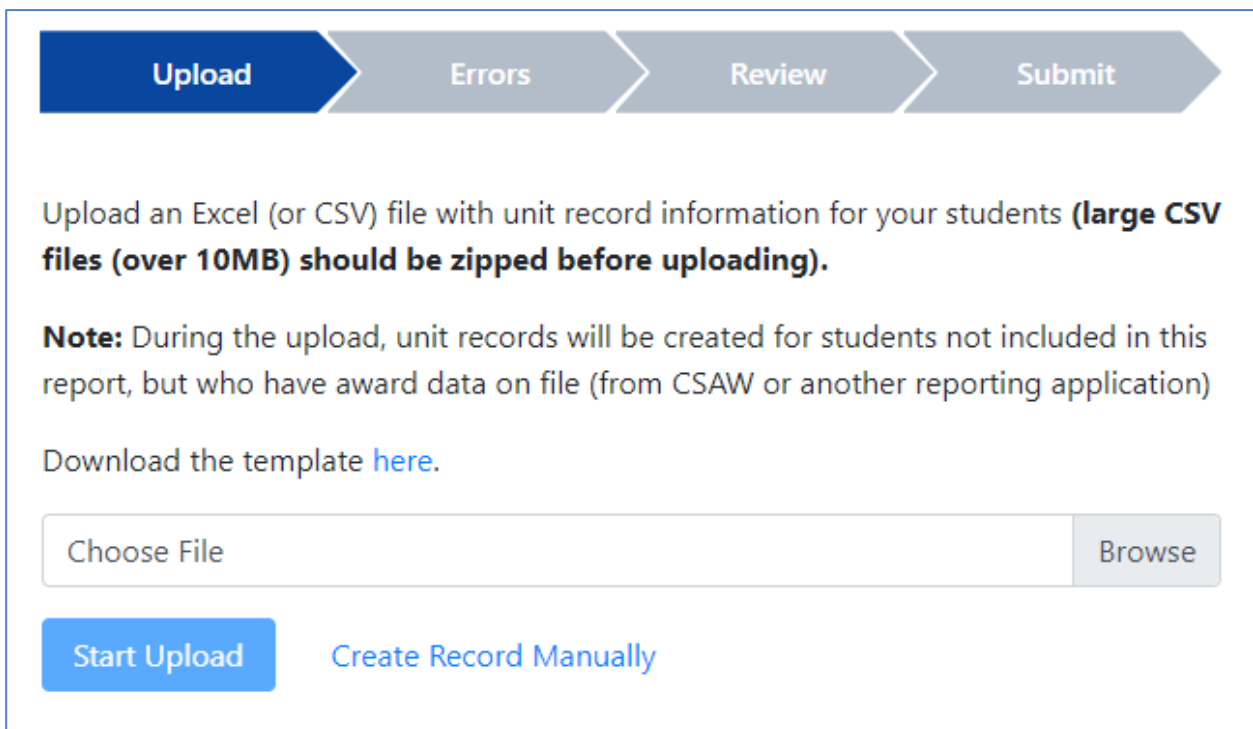 Upload Errors Review Submit
Upload an Excel (or CSV) file with unit record information for your students (large CSV
files (over 10MB) should be zipped before uploading).
Note: During the upload, unit records will be created for students not included in this
report, but who have award data on file (from CSAW or another reporting application)
Download the template here.
Choose File Browse
Start Upload Create Record Manually